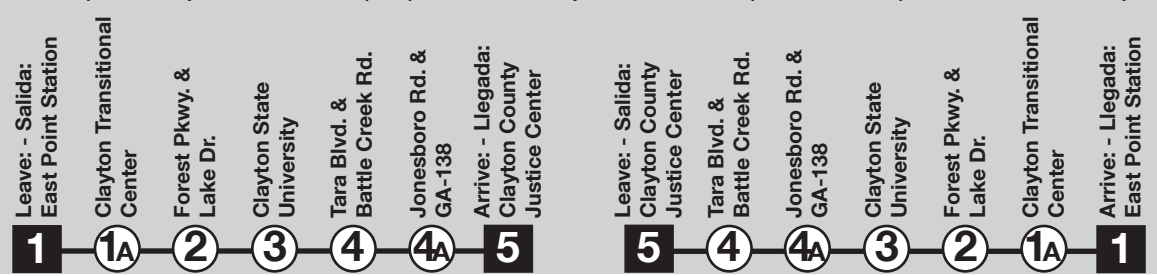 Leave: - Salida:
East Point Station
Clayton Transitional
Center
Forest Pkwy. &
Lake Dr.
Clayton State
University
Tara Blvd. &
Battle Creek Rd.
Jonesboro Rd. &
GA-138
Arrive: - Llegada:
Clayton County
Justice Center
1
1A
2
3
4
4A
5
Leave: - Salida:
Clayton County
Justice Center
Tara Blvd. &
Battle Creek Rd.
Jonesboro Rd. &
GA-138
Clayton State
University
Forest Pkwy. &
Lake Dr.
Clayton Transitional
Center
Arrive: - Llegada:
East Point Station
5
4
4A
3
2
1A
1